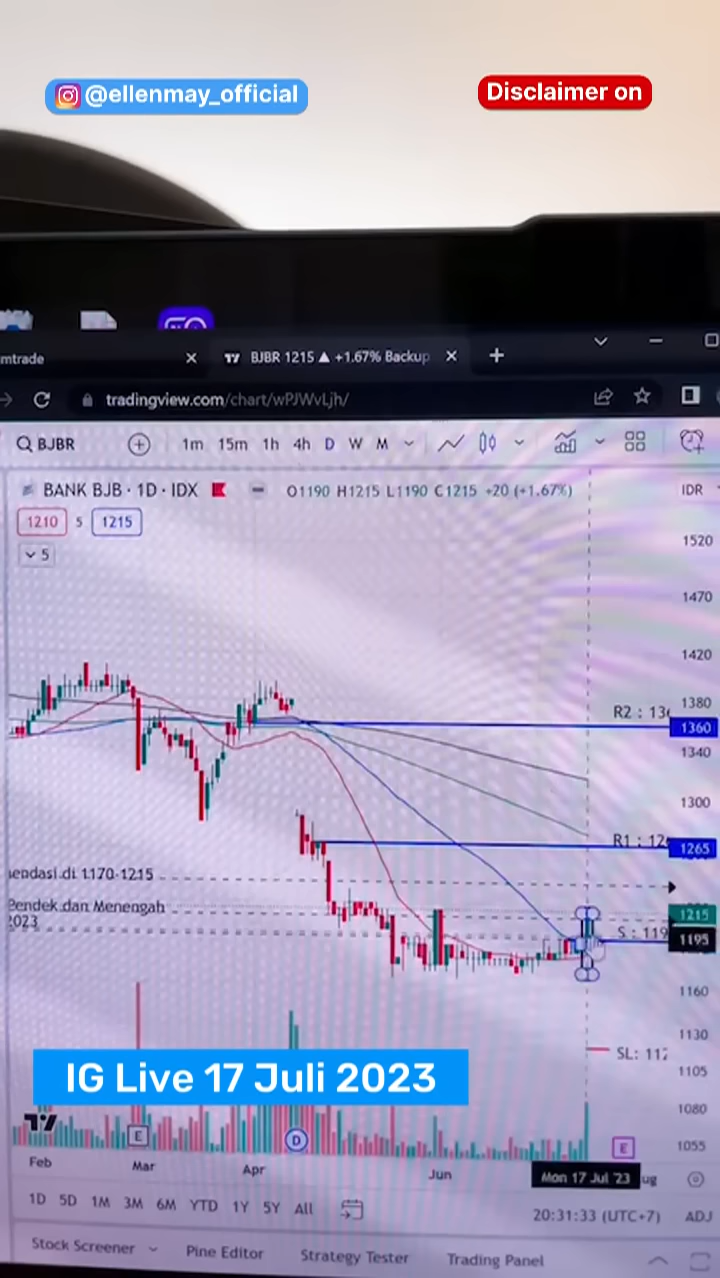 @ellenmay_official
Disclaimer on
mtrade
BJBR 1215 ▲ +1.67% Backup
tradingview.com/chart/wPJWvLjh/
BJBR
1m 15m 1h 4h D W M
BANK BJB · 1D · IDX
O1190 H1215 L1190 C1215 +20 (+1.67%)
IDR
1210 5 1215
5
1520
1470
1420
R2 : 13
1380
1360
1340
1300
R1 : 12
1265
endasi di 1170-1215
Pendek dan Menengah
2023
1215
S : 119
1195
1160
1130
SL: 112
1105
IG Live 17 Juli 2023
1080
1055
E
D
E
Feb Mar Apr Jun Mon 17 Jul '23 ug
1D 5D 1M 3M 6M YTD 1Y 5Y All
20:31:33 (UTC+7) ADJ
Stock Screener Pine Editor Strategy Tester Trading Panel